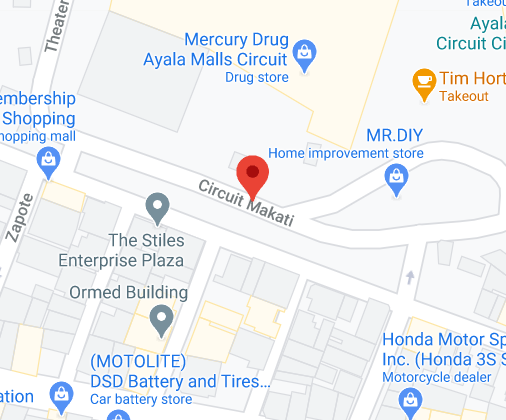 Theater
Mercury Drug
Ayala Malls Circuit
Drug store
Takeout
Ayala
Circuit Ci
Tim Hort
Takeout
embership
Shopping
hopping mall
MR.DIY
Home improvement store
Circuit Makati
Zapote
The Stiles
Enterprise Plaza
Ormed Building
(MOTOLITE)
DSD Battery and Tires...
Car battery store
Honda Motor Sp
Inc. (Honda 3S S
Motorcycle dealer
ation